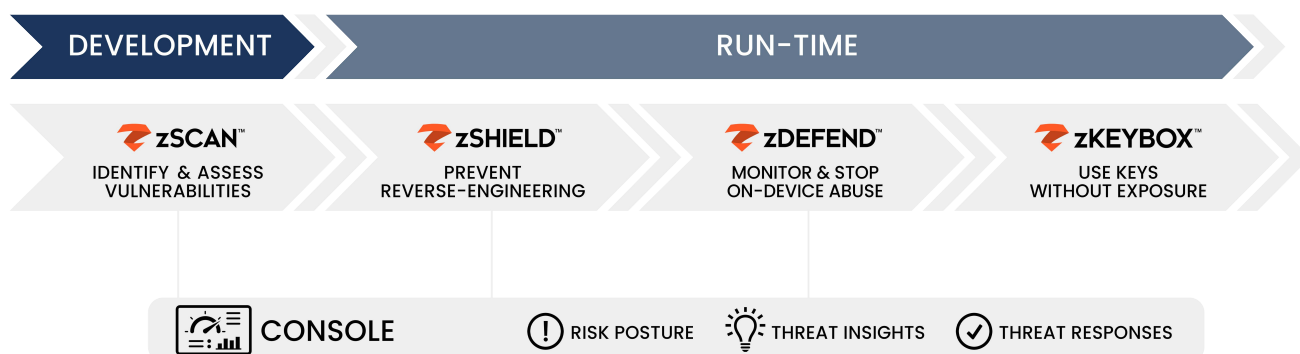 DEVELOPMENT
RUN-TIME
zSCAN™
IDENTIFY & ASSESS
VULNERABILITIES
zSHIELD™
PREVENT
REVERSE-ENGINEERING
zDEFEND™
MONITOR & STOP
ON-DEVICE ABUSE
zKEYBOX™
USE KEYS
WITHOUT EXPOSURE
CONSOLE
RISK POSTURE
THREAT INSIGHTS
THREAT RESPONSES